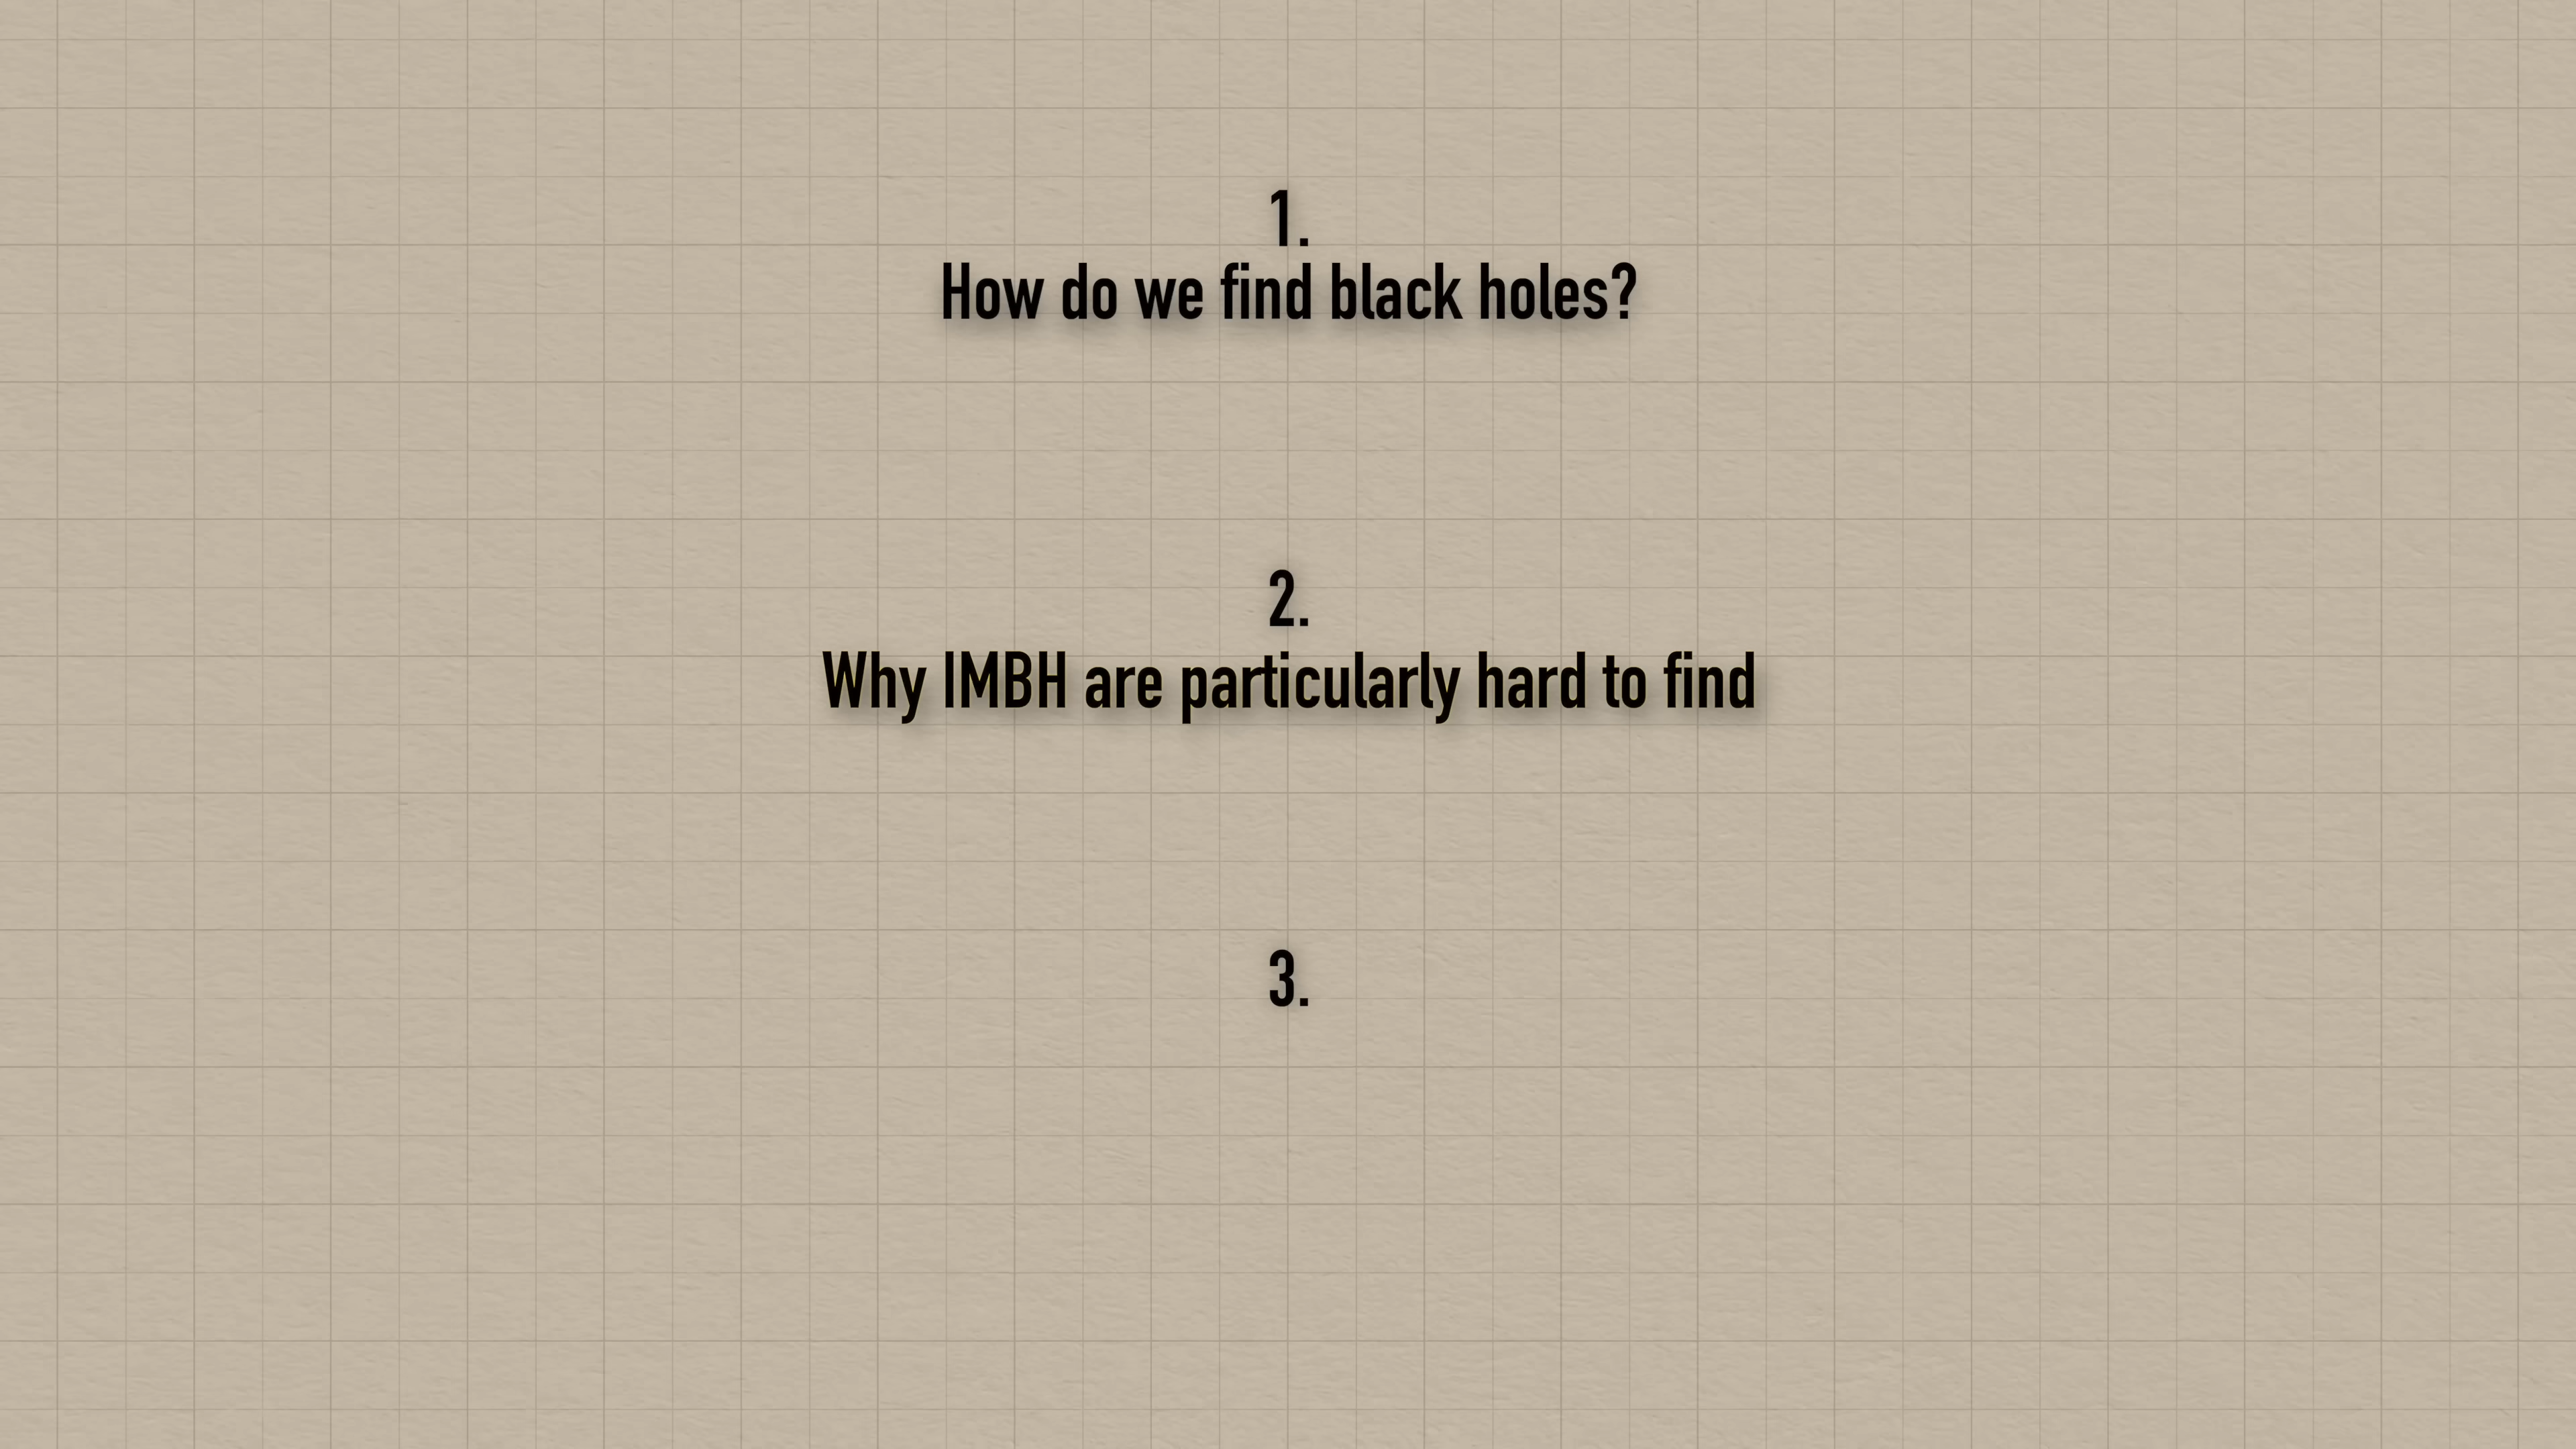 1.
How do we find black holes?
2.
Why IMBH are particularly hard to find
3.